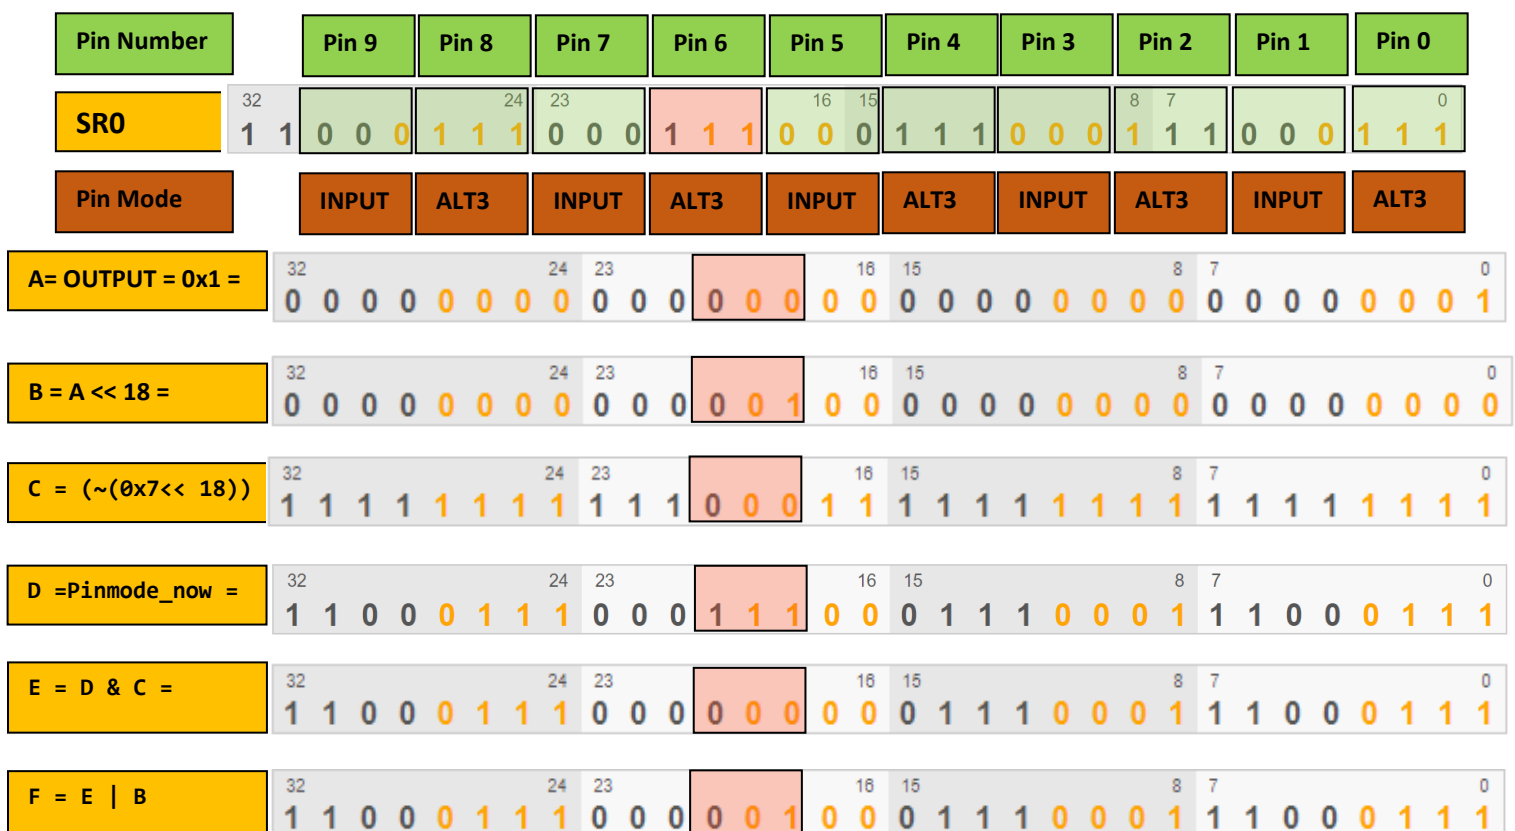 Pin Number Pin 9 Pin 8 Pin 7 Pin 6 Pin 5 Pin 4 Pin 3 Pin 2 Pin 1 Pin 0
32 24 23 16 15 8 7 0
SR0 1 1 0 0 0 1 1 1 0 0 0 1 1 1 0 0 0 1 1 1 0 0 0 1 1 1 0 0 0 1 1 1
Pin Mode INPUT ALT3 INPUT ALT3 INPUT ALT3 INPUT ALT3 INPUT ALT3
32 24 23 16 15 8 7 0
A= OUTPUT = 0x1 = 0 0 0 0 0 0 0 0 0 0 0 0 0 0 0 0 0 0 0 0 0 0 0 0 0 0 0 0 0 0 0 1
32 24 23 16 15 8 7 0
B = A << 18 = 0 0 0 0 0 0 0 0 0 0 0 0 0 1 0 0 0 0 0 0 0 0 0 0 0 0 0 0 0 0 0 0
32 24 23 16 15 8 7 0
C = (~(0x7<< 18)) 1 1 1 1 1 1 1 1 1 1 1 0 0 0 1 1 1 1 1 1 1 1 1 1 1 1 1 1 1 1 1 1
32 24 23 16 15 8 7 0
D =Pinmode_now = 1 1 0 0 0 1 1 1 0 0 0 1 1 1 0 0 0 1 1 1 0 0 0 1 1 1 0 0 0 1 1 1
32 24 23 16 15 8 7 0
E = D & C = 1 1 0 0 0 1 1 1 0 0 0 0 0 0 0 0 0 1 1 1 0 0 0 1 1 1 0 0 0 1 1 1
32 24 23 16 15 8 7 0
F = E | B 1 1 0 0 0 1 1 1 0 0 0 0 0 1 0 0 0 1 1 1 0 0 0 1 1 1 0 0 0 1 1 1